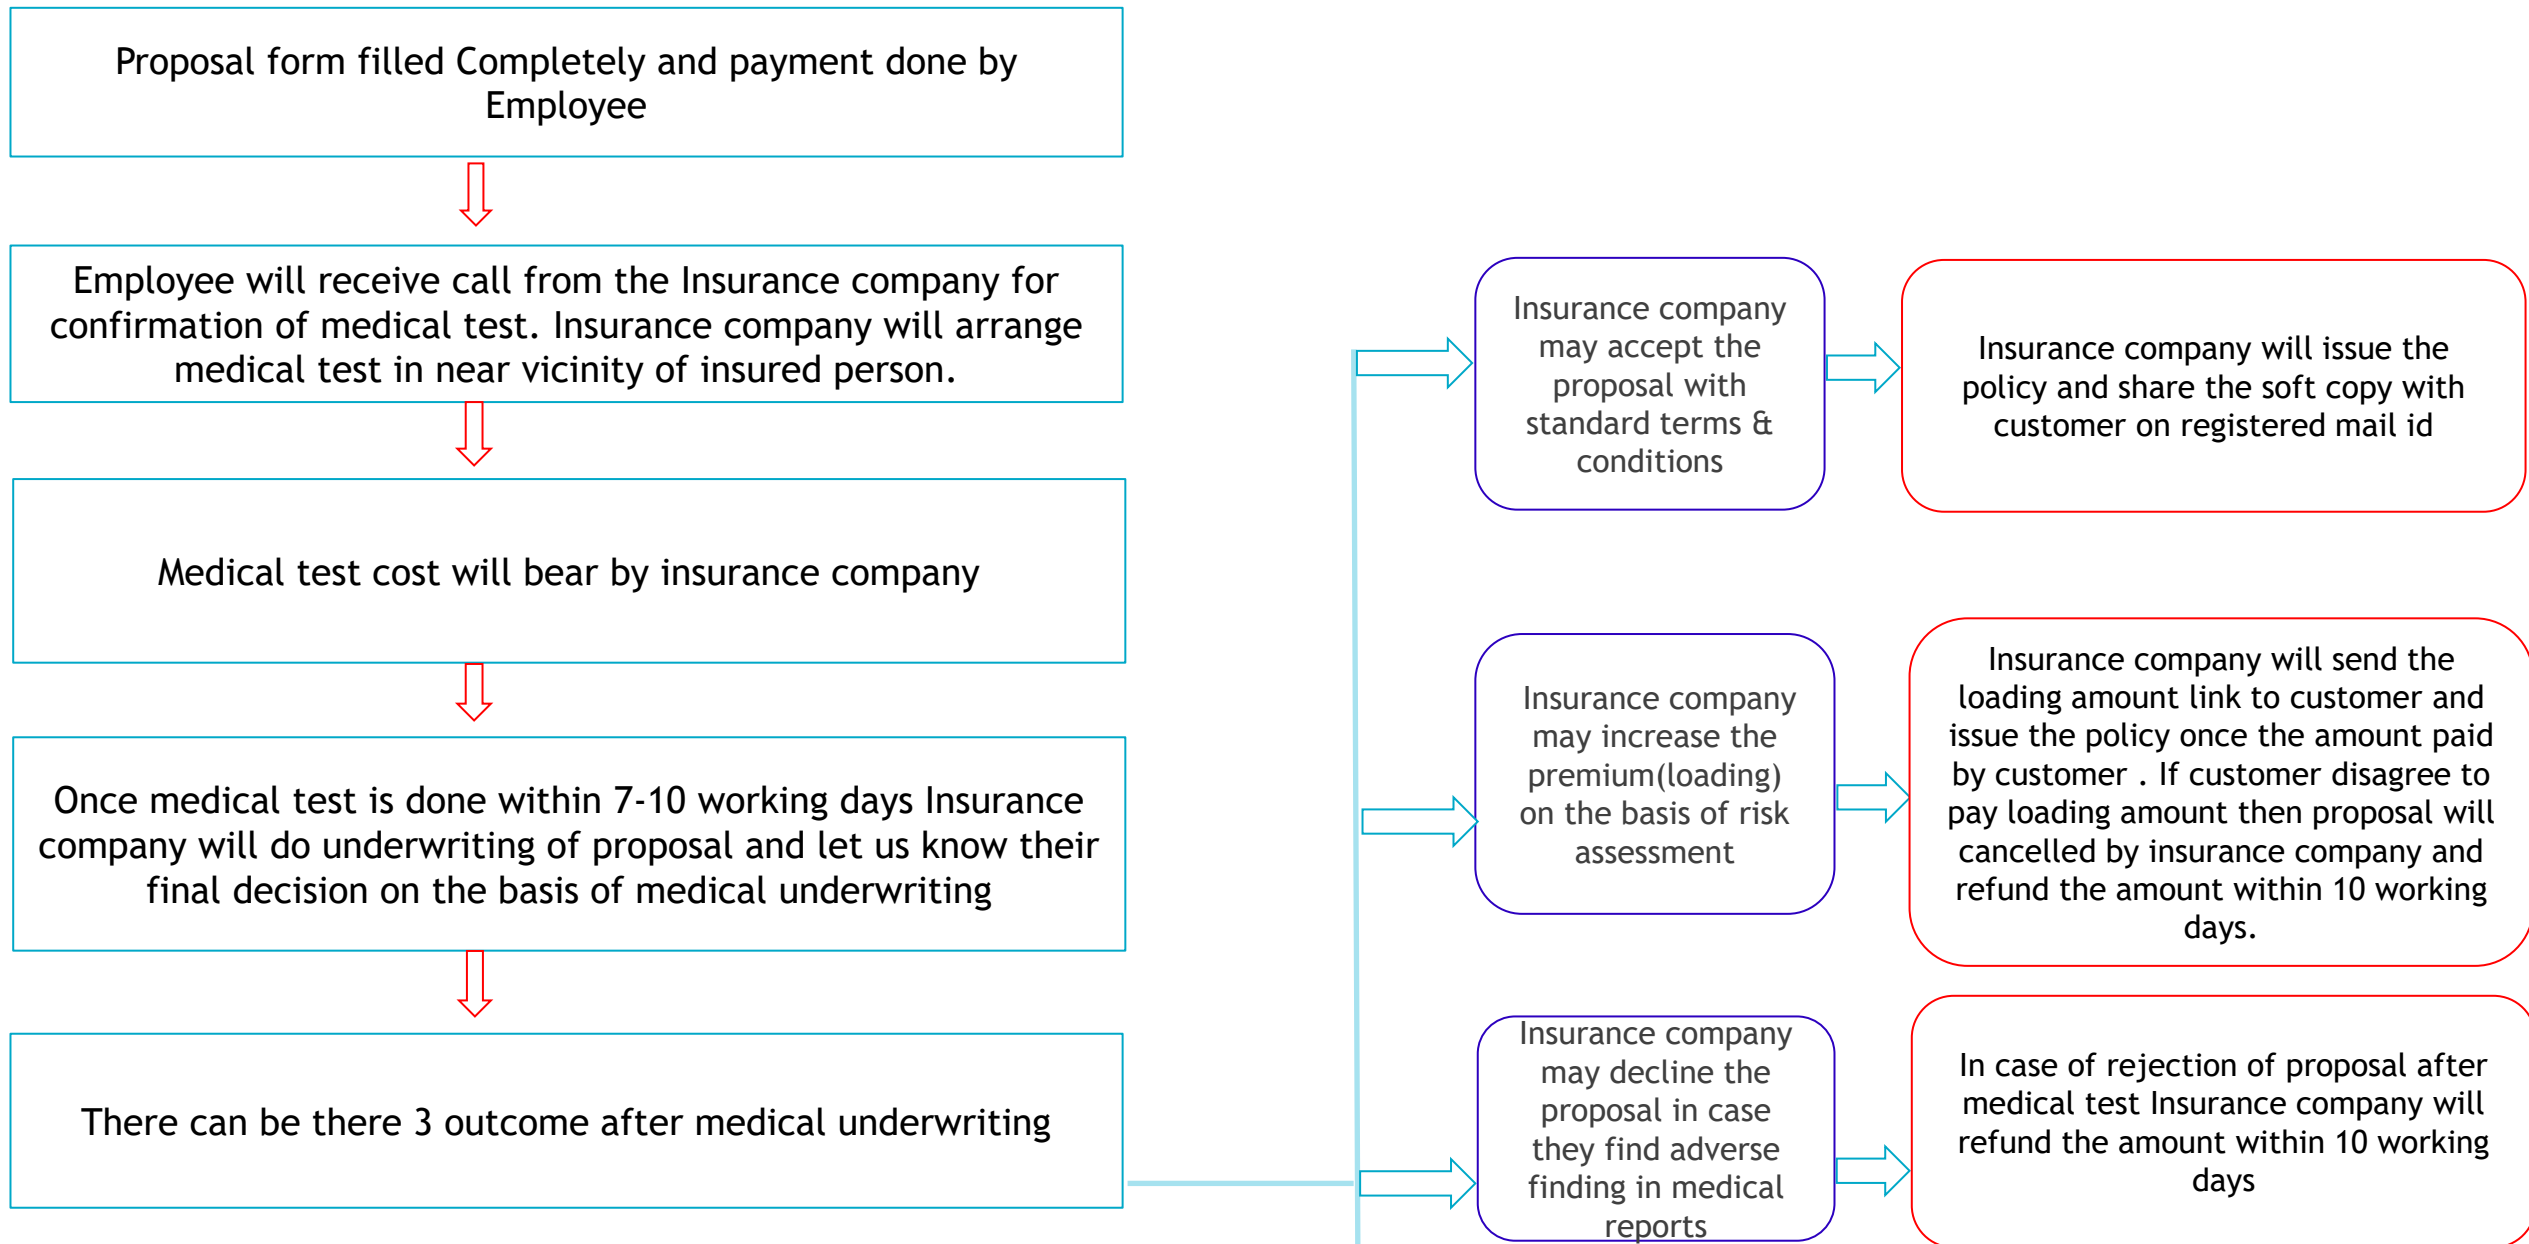 Proposal form filled Completely and payment done by
Employee
Employee will receive call from the Insurance company for
confirmation of medical test. Insurance company will arrange
medical test in near vicinity of insured person.
Medical test cost will bear by insurance company
Once medical test is done within 7-10 working days Insurance
company will do underwriting of proposal and let us know their
final decision on the basis of medical underwriting
There can be there 3 outcome after medical underwriting
Insurance company
may accept the
proposal with
standard terms &
conditions
Insurance company will issue the
policy and share the soft copy with
customer on registered mail id
Insurance company
may increase the
premium(loading)
on the basis of risk
assessment
Insurance company will send the
loading amount link to customer and
issue the policy once the amount paid
by customer . If customer disagree to
pay loading amount then proposal will
cancelled by insurance company and
refund the amount within 10 working
days.
Insurance company
may decline the
proposal in case
they find adverse
finding in medical
reports
In case of rejection of proposal after
medical test Insurance company will
refund the amount within 10 working
days